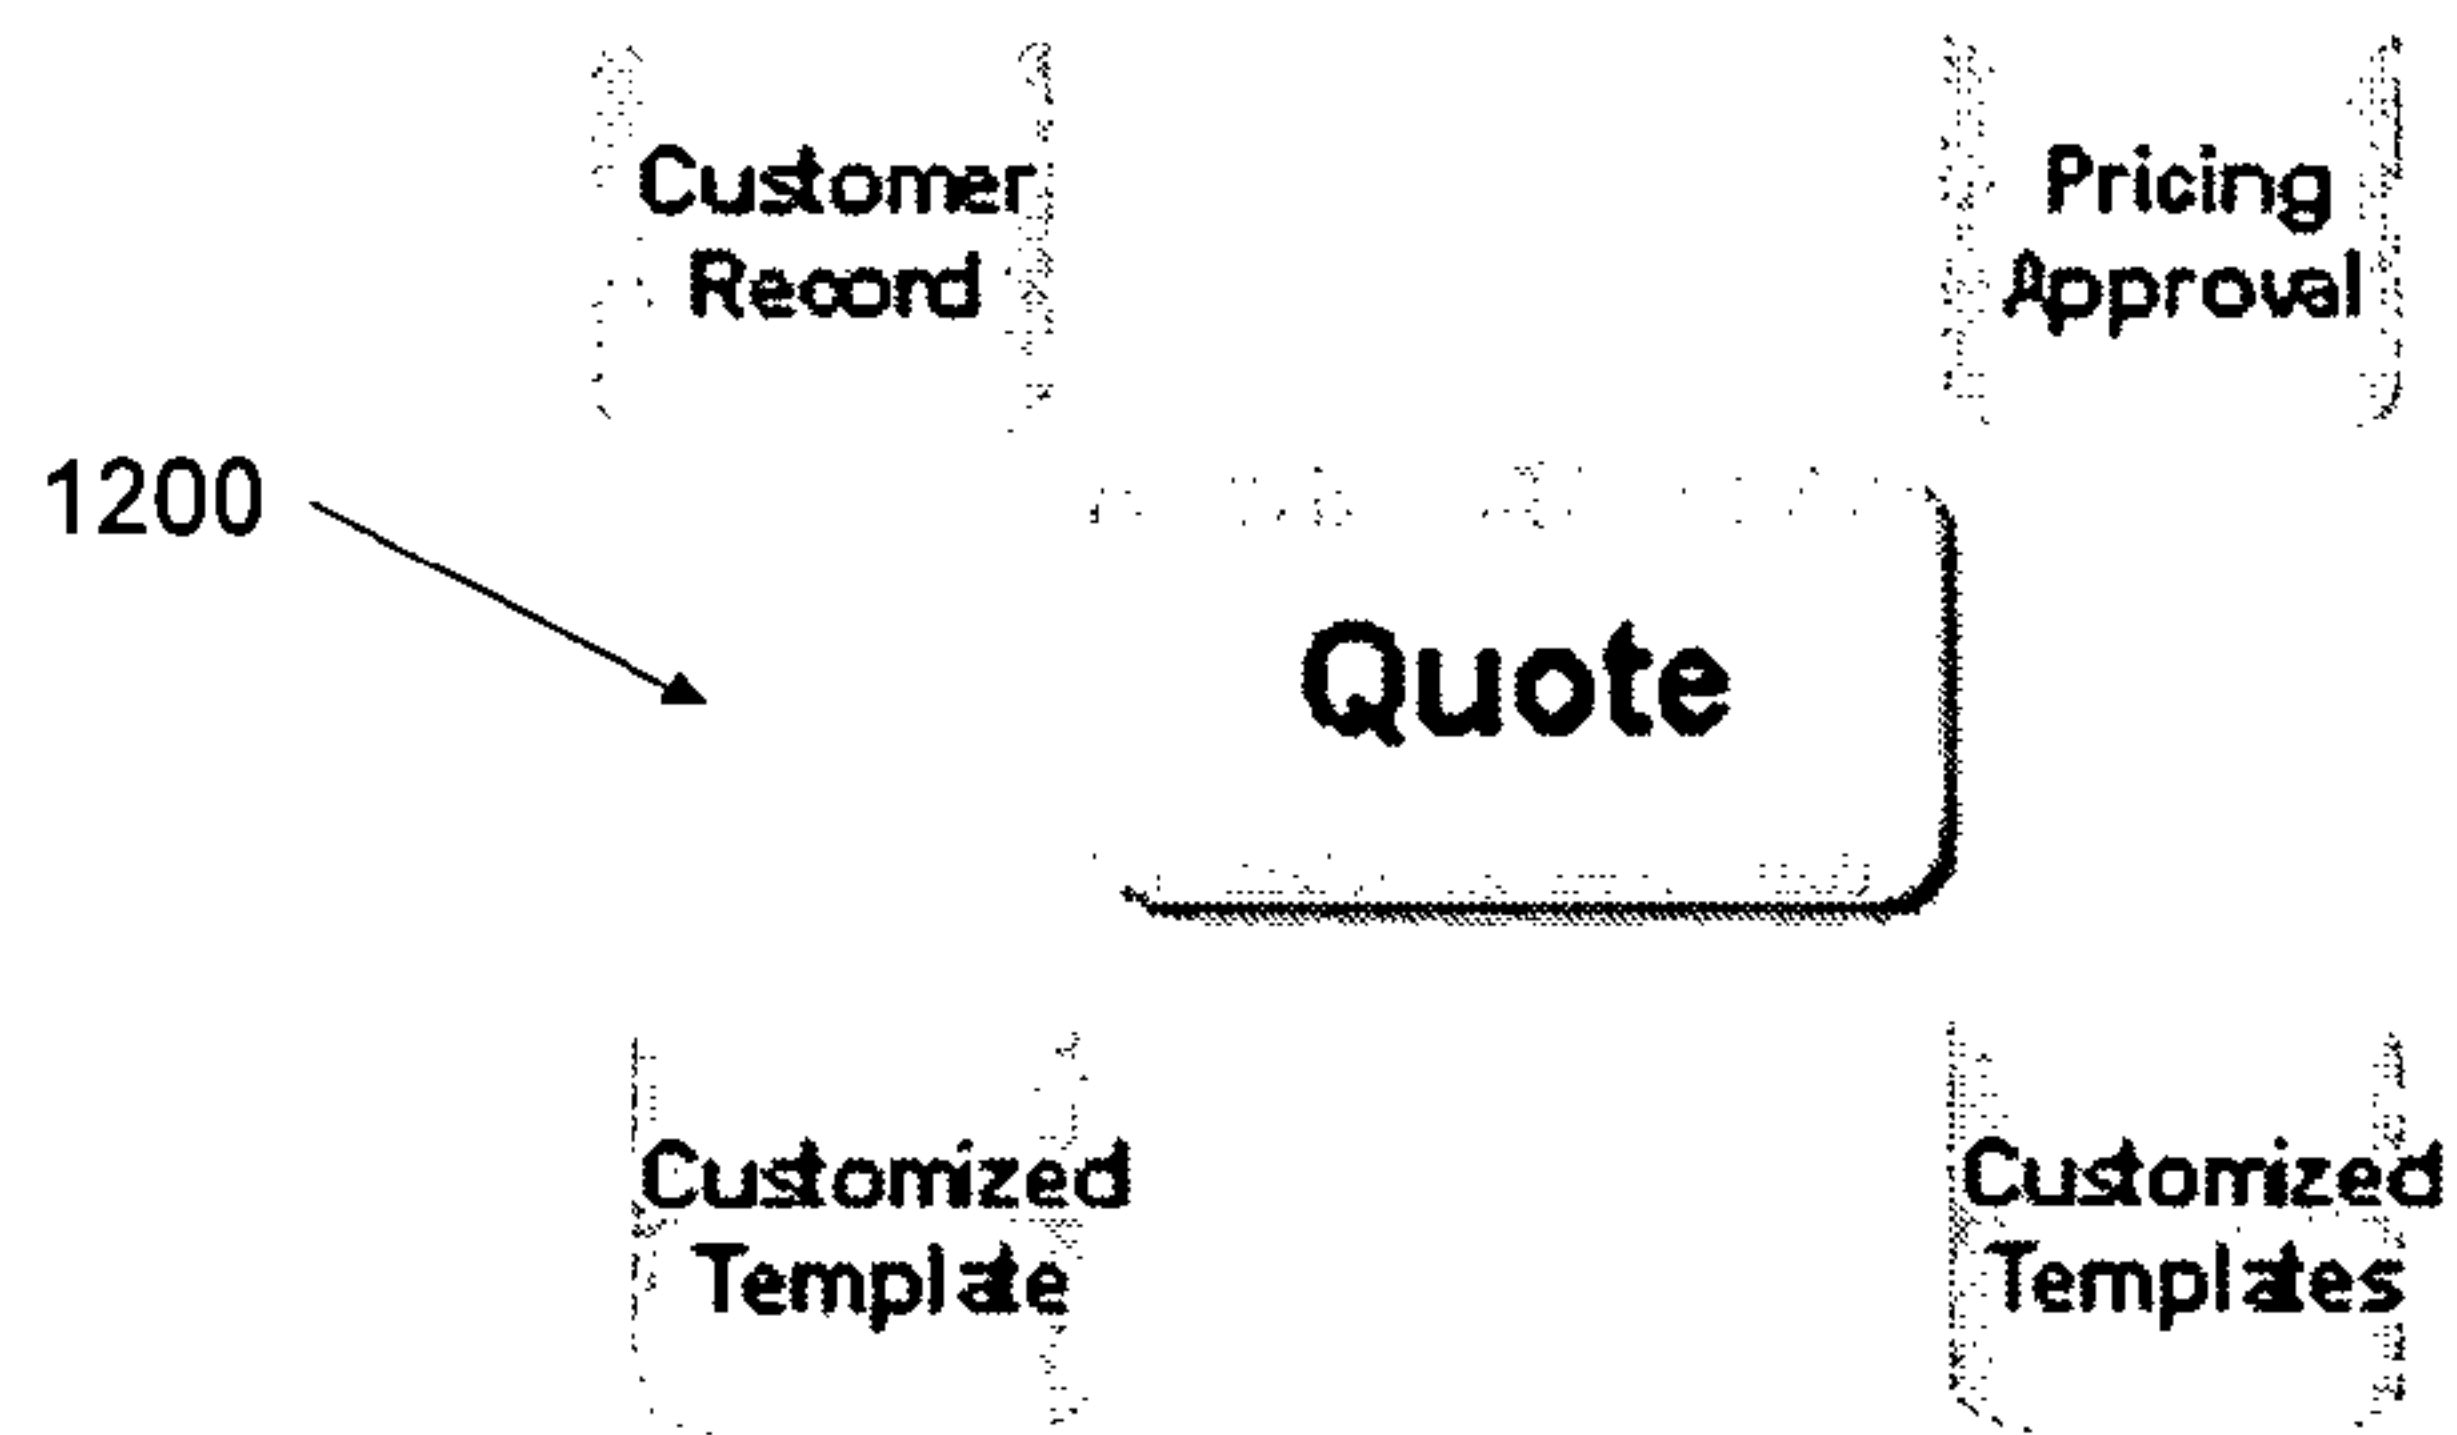 Customer
Record
Pricing
Approval
1200
Quote
Customized
Template
Customized
Templates